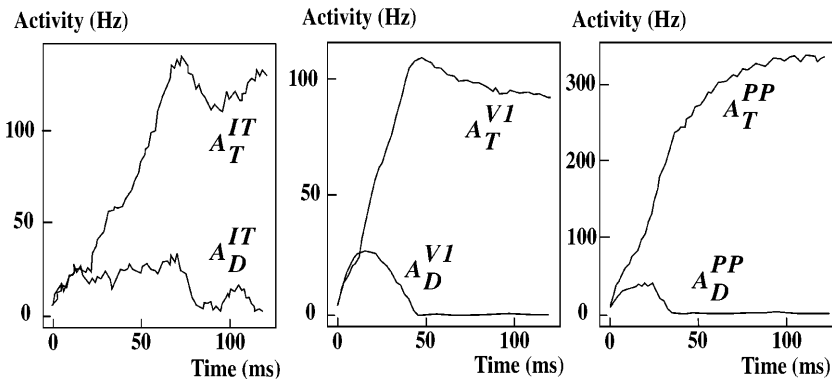 Activity (Hz)
100
50
0
A_T^IT
A_D^IT
0 50 100
Time (ms)
Activity (Hz)
100
50
0
A_T^V1
A_D^V1
0 50 100
Time (ms)
Activity (Hz)
300
200
100
0
A_T^PP
A_D^PP
0 50 100
Time (ms)